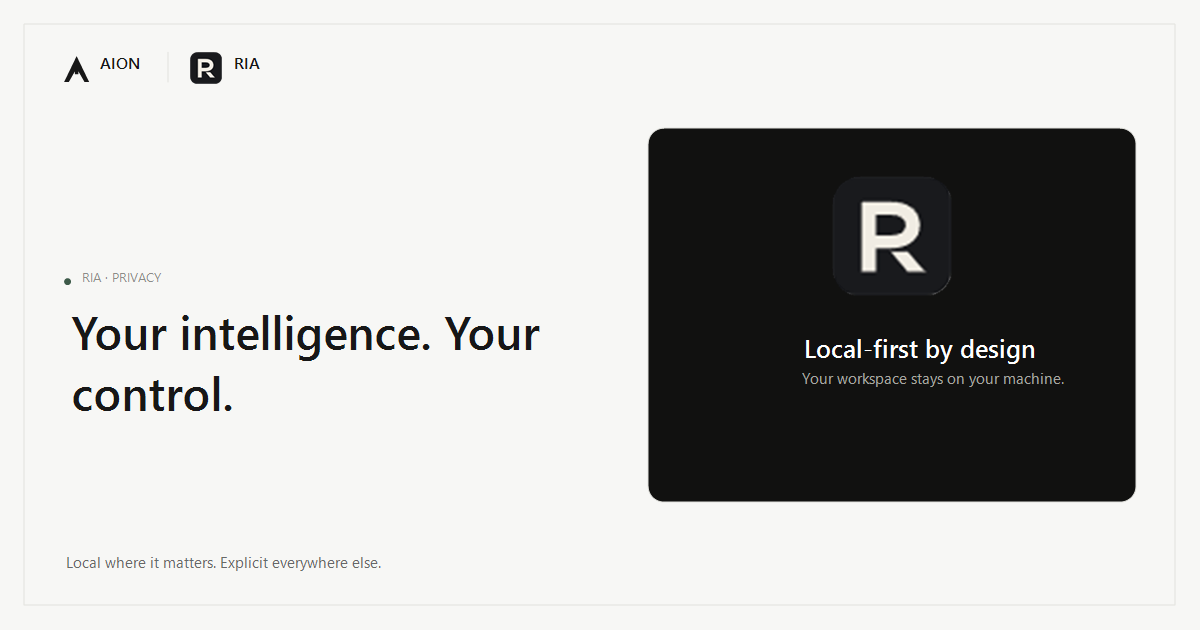 AION
R
RIA
RIA · PRIVACY
Your intelligence. Your
control.
R
Local-first by design
Your workspace stays on your machine.
Local where it matters. Explicit everywhere else.